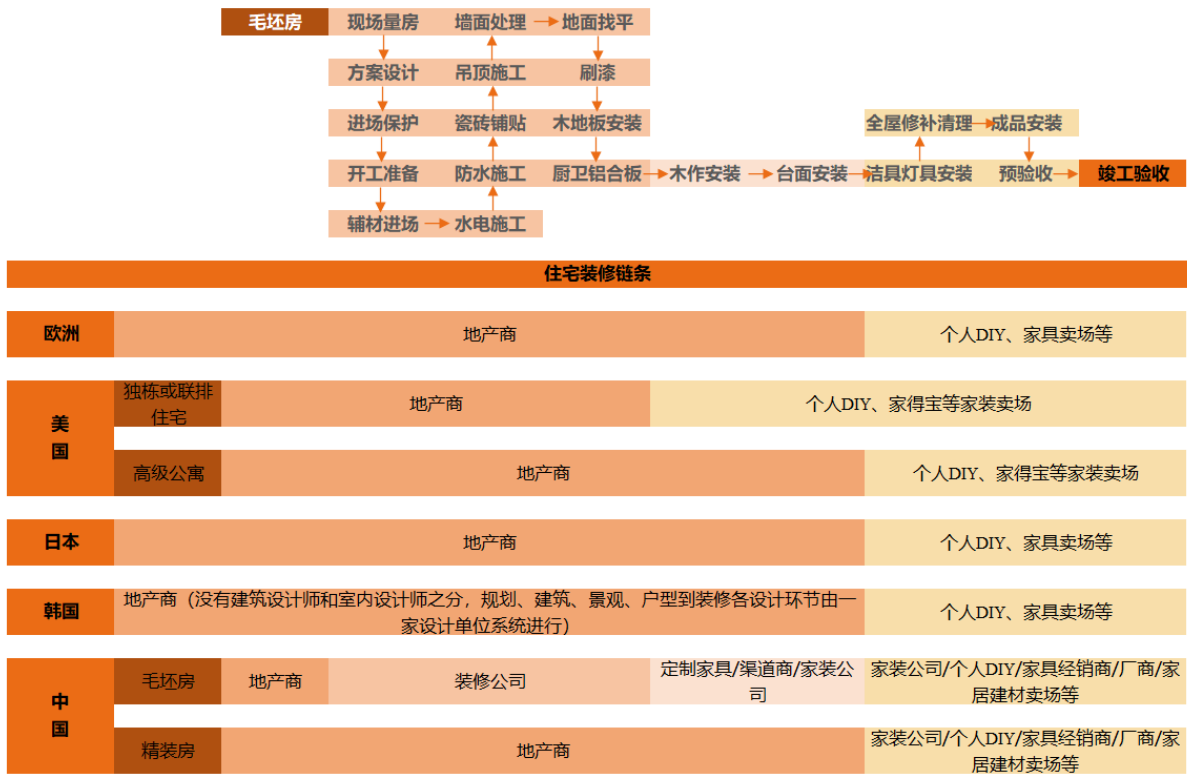 毛坯房 现场量房 墙面处理 地面找平
方案设计 吊顶施工 刷漆
进场保护 瓷砖铺贴 木地板安装 全屋修补清理 成品安装
开工准备 防水施工 厨卫铝合板 木作安装 台面安装 洁具灯具安装 预验收 竣工验收
辅材进场 水电施工
住宅装修链条
欧洲 地产商 个人DIY、家具卖场等
美
国
独栋或联排
住宅
地产商 个人DIY、家得宝等家装卖场
高级公寓 地产商 个人DIY、家得宝等家装卖场
日本 地产商 个人DIY、家具卖场等
韩国
地产商（没有建筑设计师和室内设计师之分，规划、建筑、景观、户型到装修各设计环节由一
家设计单位系统进行）
个人DIY、家具卖场等
中
国
毛坯房 地产商 装修公司
定制家具/渠道商/家装公
司
家装公司/个人DIY/家具经销商/厂商/家
居建材卖场等
精装房 地产商
家装公司/个人DIY/家具经销商/厂商/家
居建材卖场等